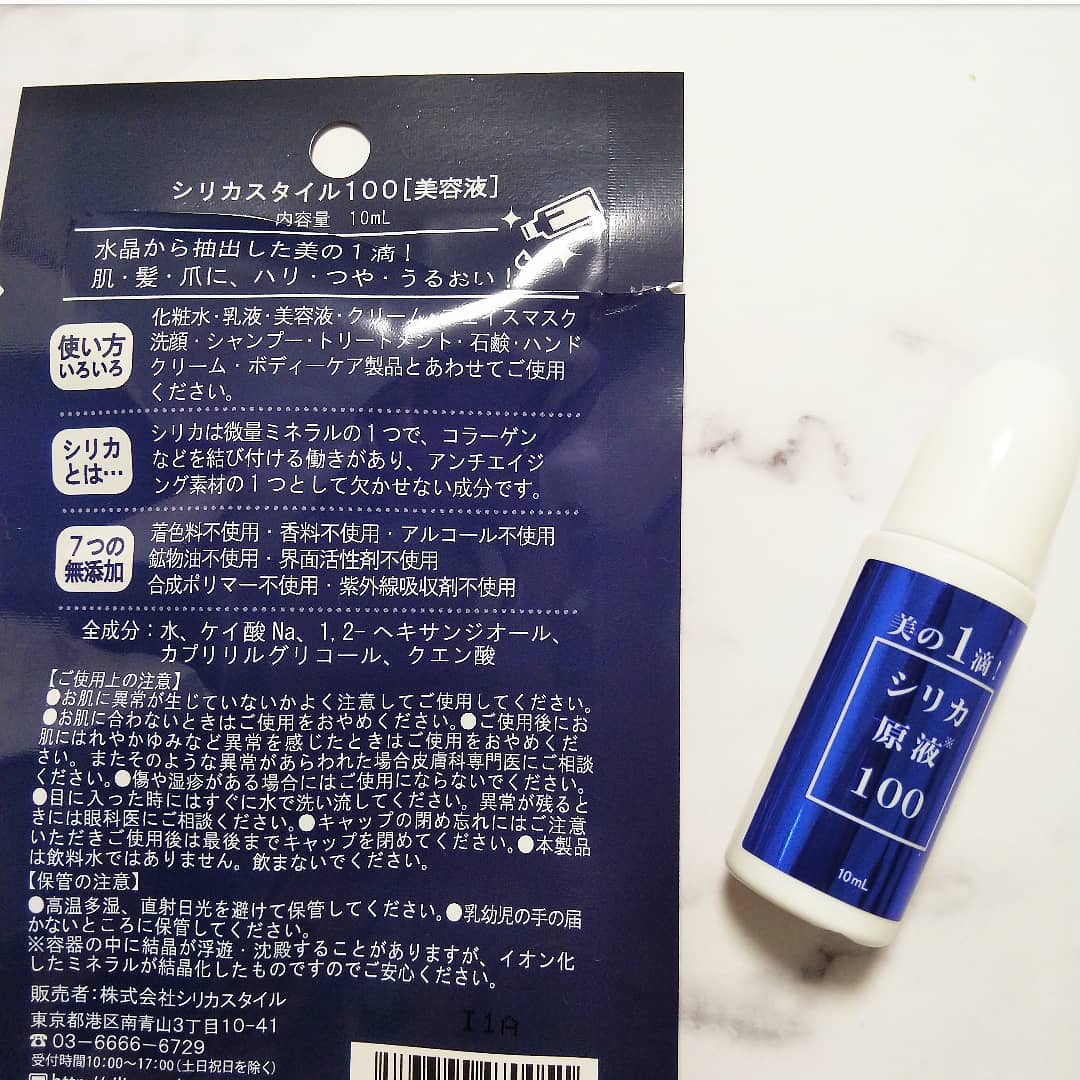 シリカスタイル100[美容液]
内容量 10mL
水晶から抽出した美の1滴!
肌・髪・爪に、ハリ・つや・うるおい!
使い方
いろいろ
化粧水・乳液・美容液・クリーム・フェイスマスク
洗顔・シャンプー・トリートメント・石鹸・ハンド
クリーム・ボディーケア製品とあわせてご使用
ください。
シリカ
とは…
シリカは微量ミネラルの1つで、コラーゲン
などを結び付ける働きがあり、アンチエイジ
ング素材の1つとして欠かせない成分です。
7つの
無添加
着色料不使用・香料不使用・アルコール不使用
鉱物油不使用・界面活性剤不使用
合成ポリマー不使用・紫外線吸収剤不使用
全成分:水、ケイ酸Na、1,2-ヘキサンジオール、
カプリリルグリコール、クエン酸
【ご使用上の注意】
●お肌に異常が生じていないかよく注意してご使用してください。
●お肌に合わないときはご使用をおやめください。●ご使用後にお
肌にはれやかゆみなど異常を感じたときはご使用をおやめくだ
さい。またそのような異常があらわれた場合皮膚科専門医にご相談
ください。●傷や湿疹がある場合にはご使用にならないでください。
●目に入った時にはすぐに水で洗い流してください。異常が残ると
きには眼科医にご相談ください。●キャップの閉め忘れにはご注意
いただきご使用後は最後までキャップを閉めてください。●本製品
は飲料水ではありません。飲まないでください。
【保管の注意】
●高温多湿、直射日光を避けて保管してください。●乳幼児の手の届
かないところに保管してください。
※容器の中に結晶が浮遊・沈殿することがありますが、イオン化
したミネラルが結晶化したものですのでご安心ください。
販売者:株式会社シリカスタイル
東京都港区南青山3丁目10-41
☎03-6666-6729
受付時間10:00〜17:00(土日祝日を除く)
I1A
美の1滴!
シリカ
原液※
100
10mL